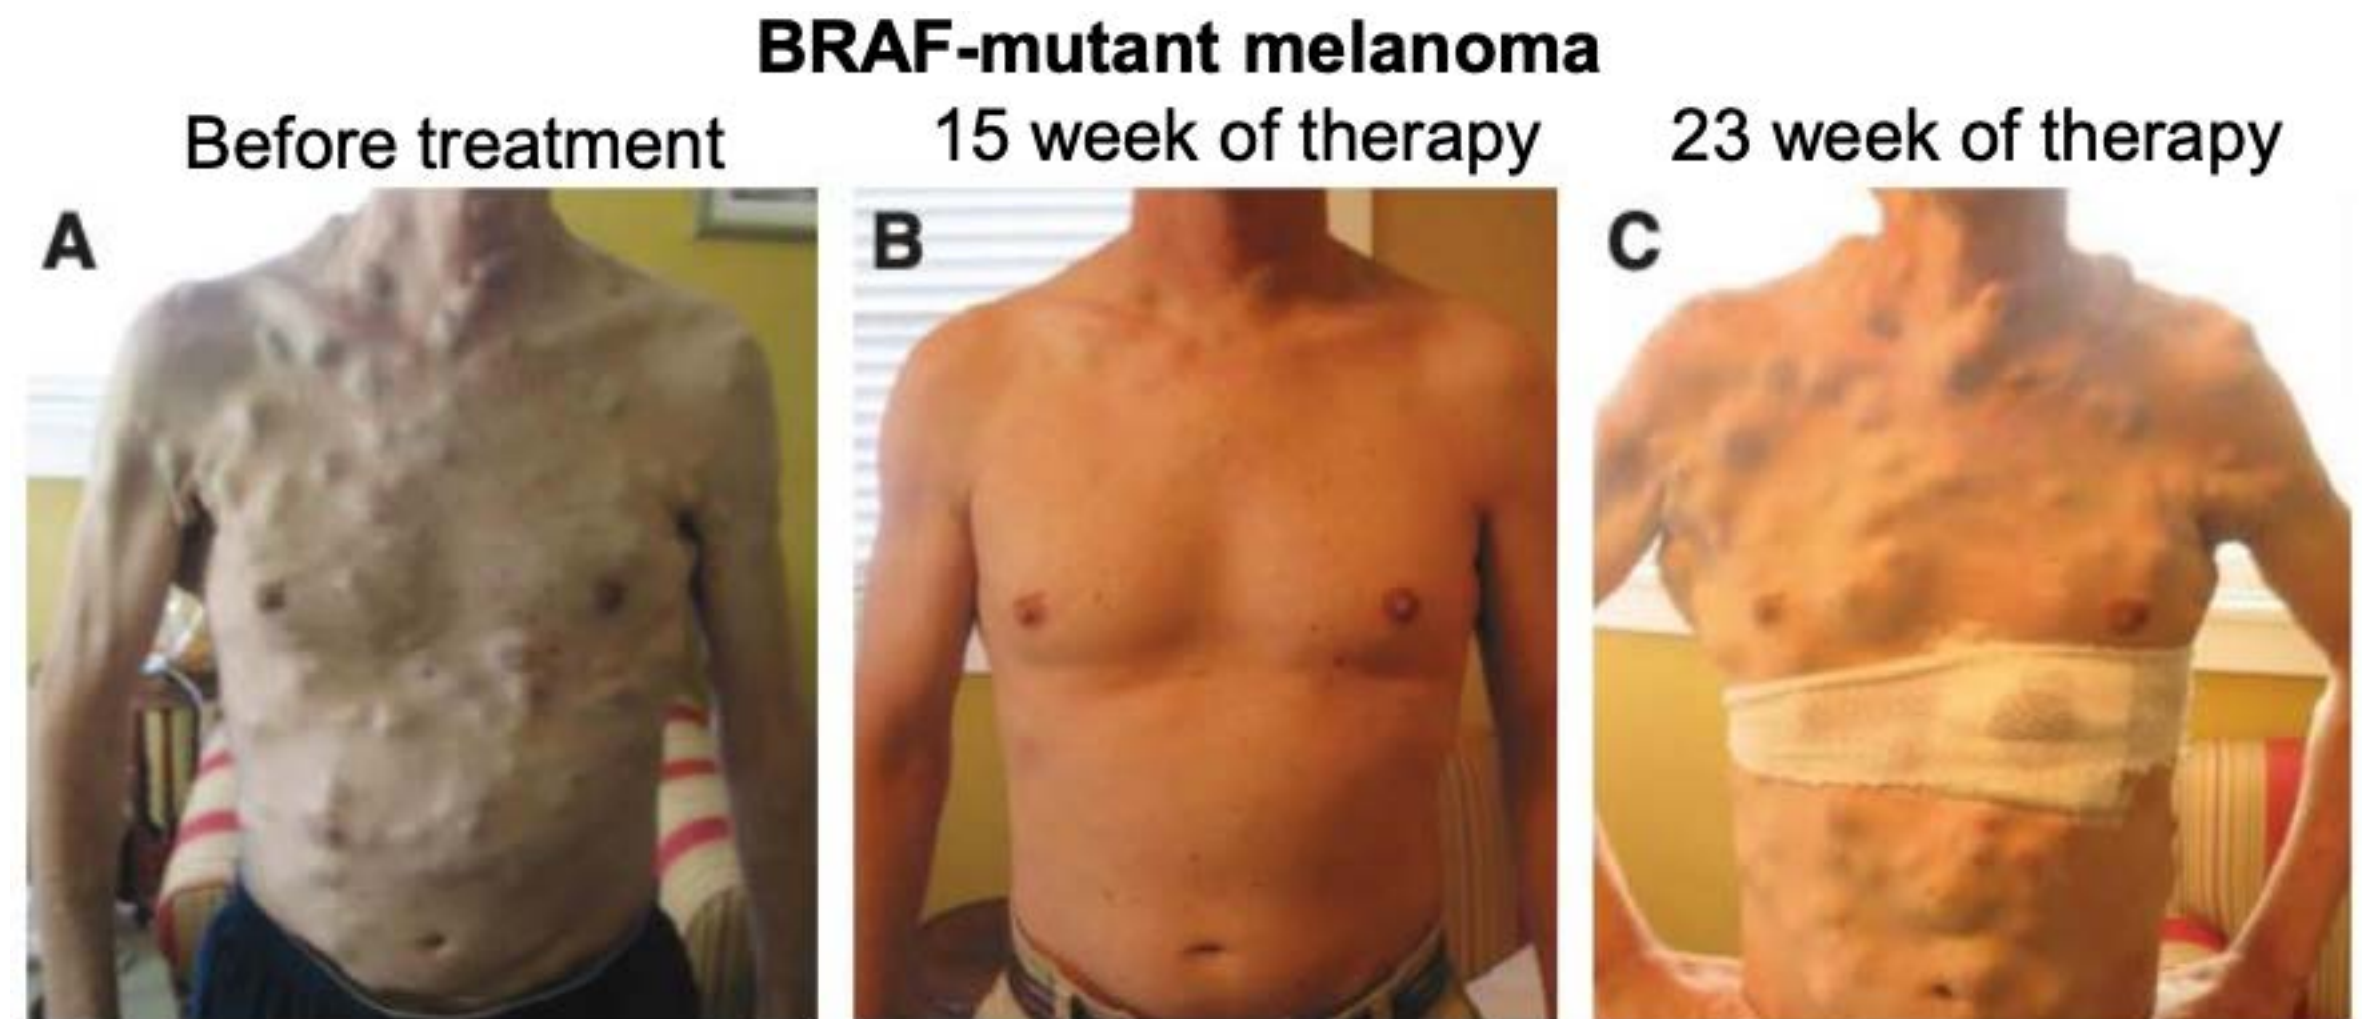 BRAF-mutant melanoma
Before treatment
15 week of therapy
23 week of therapy
A
B
C